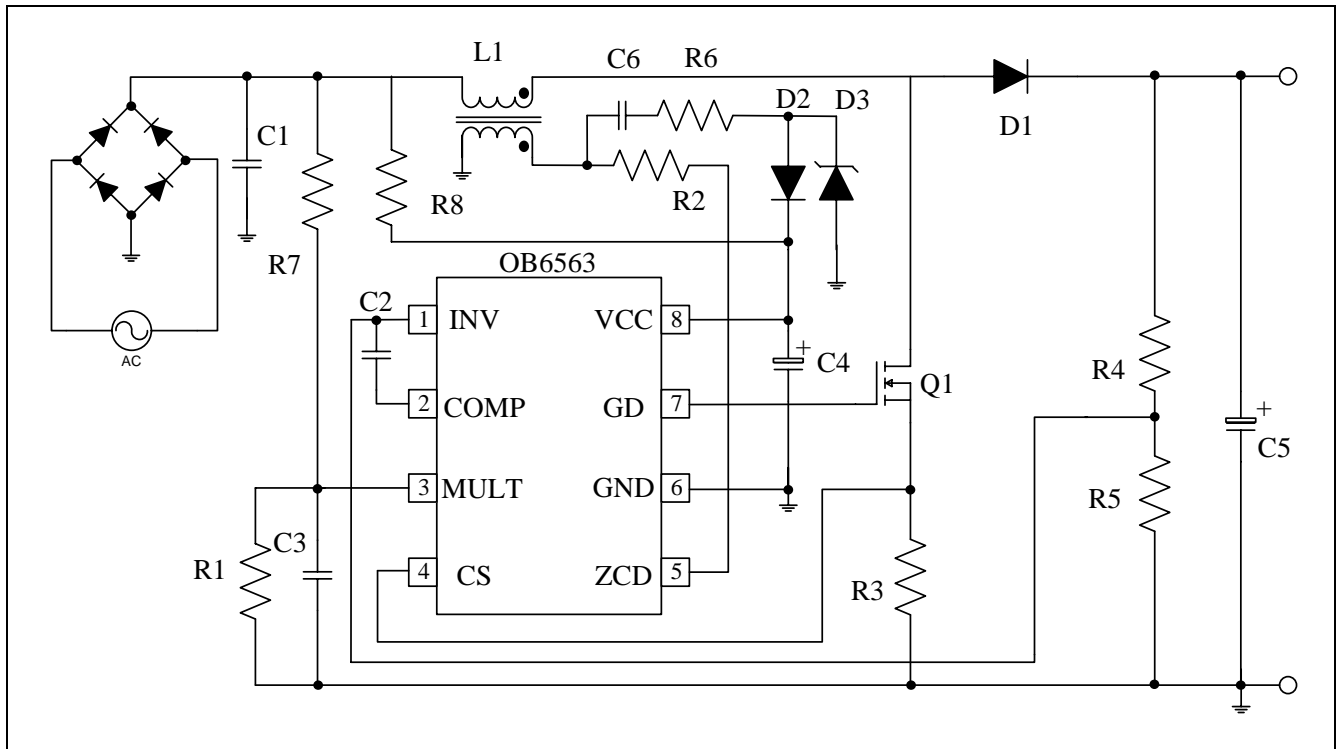 L1
C6
R6
D2
D3
D1
C1
R8
R2
R7
OB6563
C2
1
INV
VCC
8
+
C4
R4
Q1
2
COMP
GD
7
+
C5
AC
3
MULT
GND
6
R5
C3
R1
4
CS
ZCD
5
R3